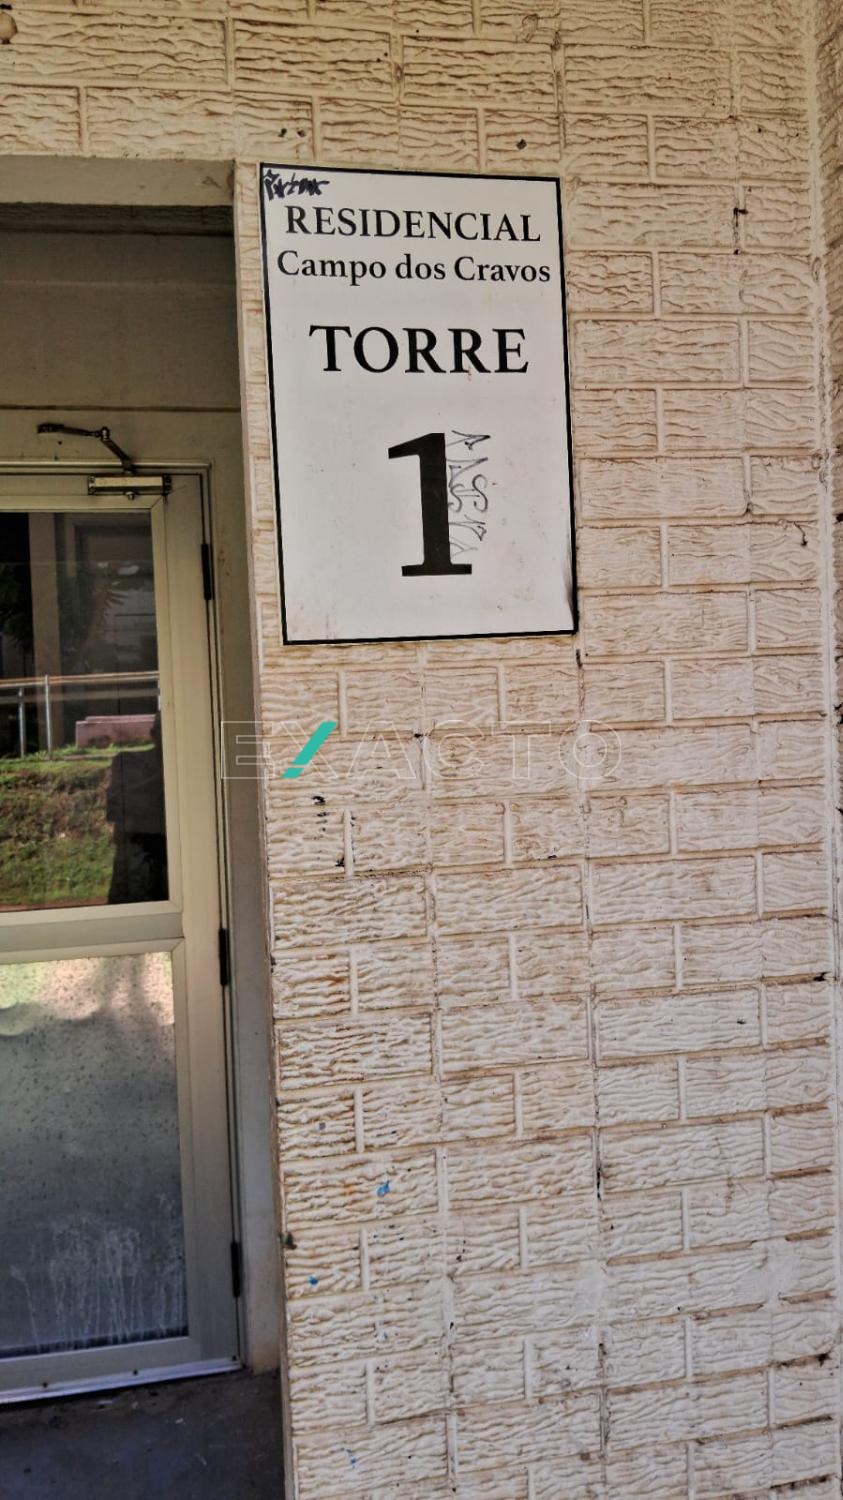 RESIDENCIAL
Campo dos Cravos
TORRE
1
EXACTO